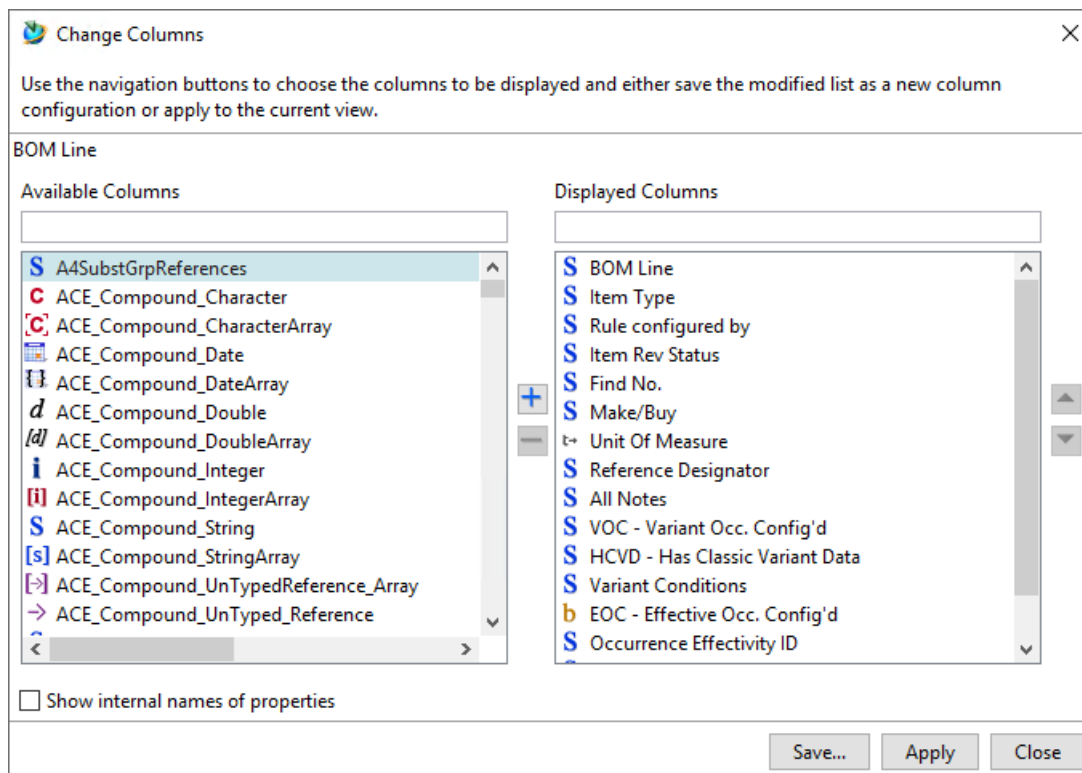 Change Columns
Use the navigation buttons to choose the columns to be displayed and either save the modified list as a new column
configuration or apply to the current view.
BOM Line
Available Columns
S A4SubstGrpReferences
C ACE_Compound_Character
[C] ACE_Compound_CharacterArray
ACE_Compound_Date
ACE_Compound_DateArray
d ACE_Compound_Double
[d] ACE_Compound_DoubleArray
i ACE_Compound_Integer
[i] ACE_Compound_IntegerArray
S ACE_Compound_String
[s] ACE_Compound_StringArray
ACE_Compound_UnTypedReference_Array
ACE_Compound_UnTyped_Reference
Displayed Columns
S BOM Line
S Item Type
S Rule configured by
S Item Rev Status
S Find No.
S Make/Buy
t→ Unit Of Measure
S Reference Designator
S All Notes
S VOC - Variant Occ. Config'd
S HCVD - Has Classic Variant Data
S Variant Conditions
b EOC - Effective Occ. Config'd
S Occurrence Effectivity ID
Show internal names of properties
Save... Apply Close